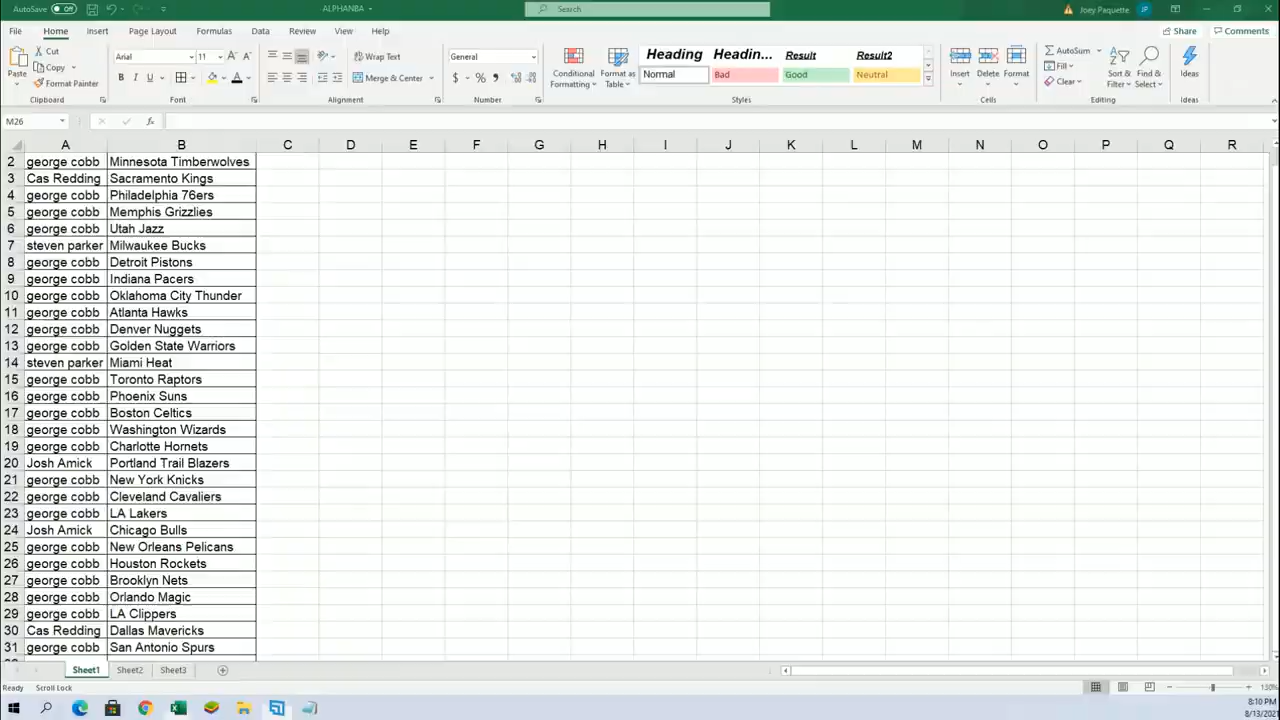 AutoSave Off ALPHANBA Search Joey Paquette JP
File Home Insert Page Layout Formulas Data Review View Help Share Comments
Paste Cut Copy Format Painter Clipboard
Arial 11 A A B I U A Font
Wrap Text Merge & Center Alignment
General $ % Number
Conditional Formatting Format as Table
Heading Headin... Result Result2
Normal Bad Good Neutral
Styles
Insert Delete Format Cells
AutoSum Fill Clear Sort & Filter Find & Select Editing
Ideas Ideas
M26 fx
A B C D E F G H I J K L M N O P Q R
2 george cobb Minnesota Timberwolves
3 Cas Redding Sacramento Kings
4 george cobb Philadelphia 76ers
5 george cobb Memphis Grizzlies
6 george cobb Utah Jazz
7 steven parker Milwaukee Bucks
8 george cobb Detroit Pistons
9 george cobb Indiana Pacers
10 george cobb Oklahoma City Thunder
11 george cobb Atlanta Hawks
12 george cobb Denver Nuggets
13 george cobb Golden State Warriors
14 steven parker Miami Heat
15 george cobb Toronto Raptors
16 george cobb Phoenix Suns
17 george cobb Boston Celtics
18 george cobb Washington Wizards
19 george cobb Charlotte Hornets
20 Josh Amick Portland Trail Blazers
21 george cobb New York Knicks
22 george cobb Cleveland Cavaliers
23 george cobb LA Lakers
24 Josh Amick Chicago Bulls
25 george cobb New Orleans Pelicans
26 george cobb Houston Rockets
27 george cobb Brooklyn Nets
28 george cobb Orlando Magic
29 george cobb LA Clippers
30 Cas Redding Dallas Mavericks
31 george cobb San Antonio Spurs
Sheet1 Sheet2 Sheet3
Ready Scroll Lock 130%
8:10 PM